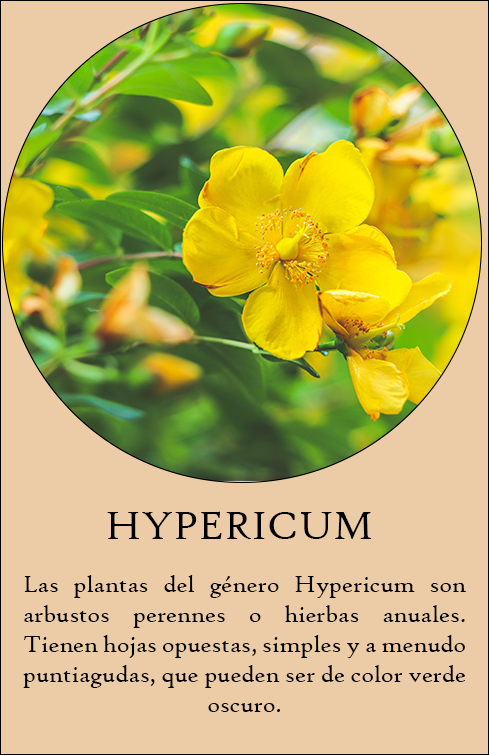 HYPERICUM
Las plantas del género Hypericum son
arbustos perennes o hierbas anuales.
Tienen hojas opuestas, simples y a menudo
puntiagudas, que pueden ser de color verde
oscuro.